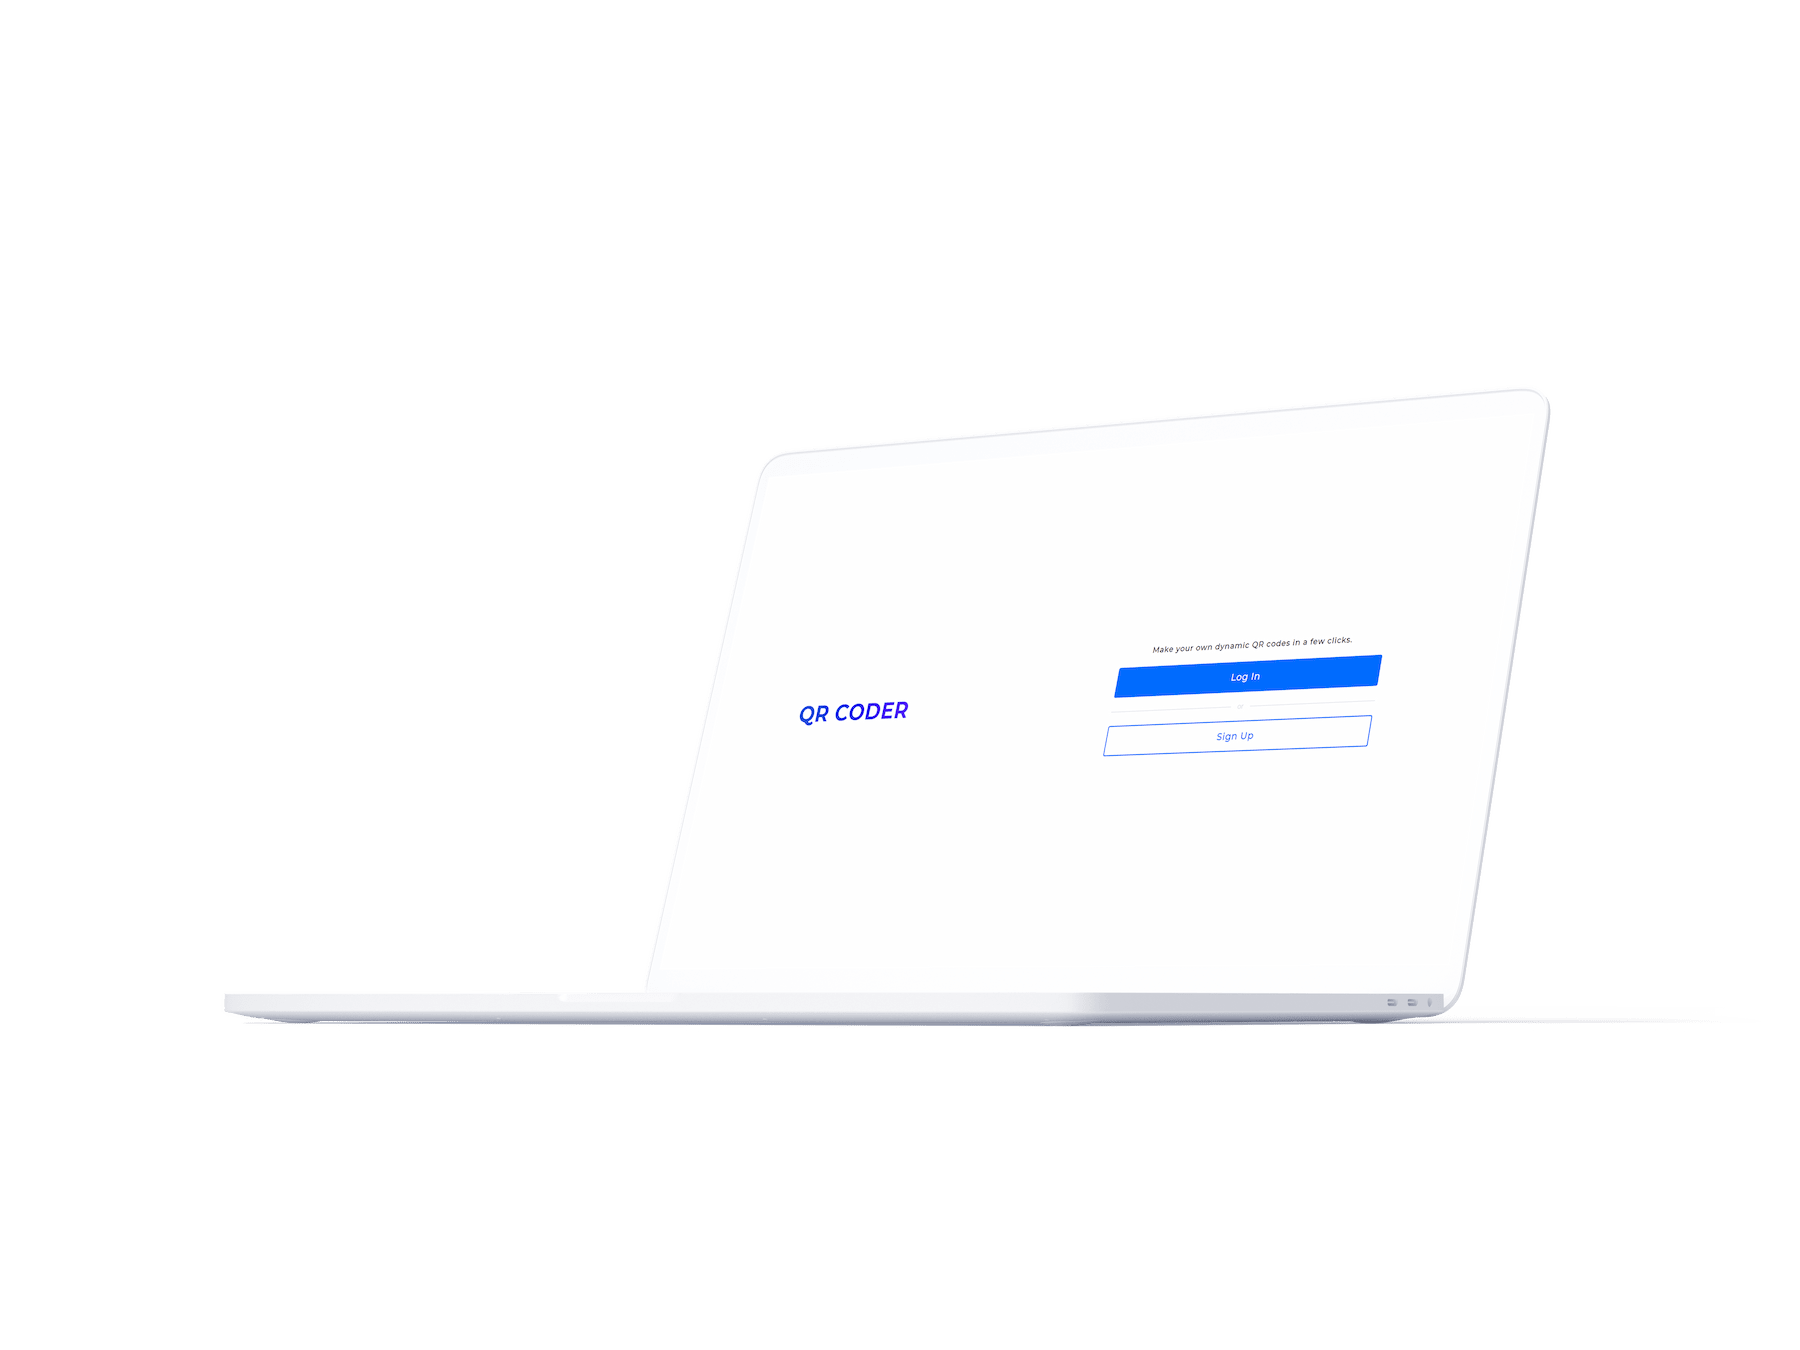 QR CODER
Make your own dynamic QR codes in a few clicks.
Log In
or
Sign Up